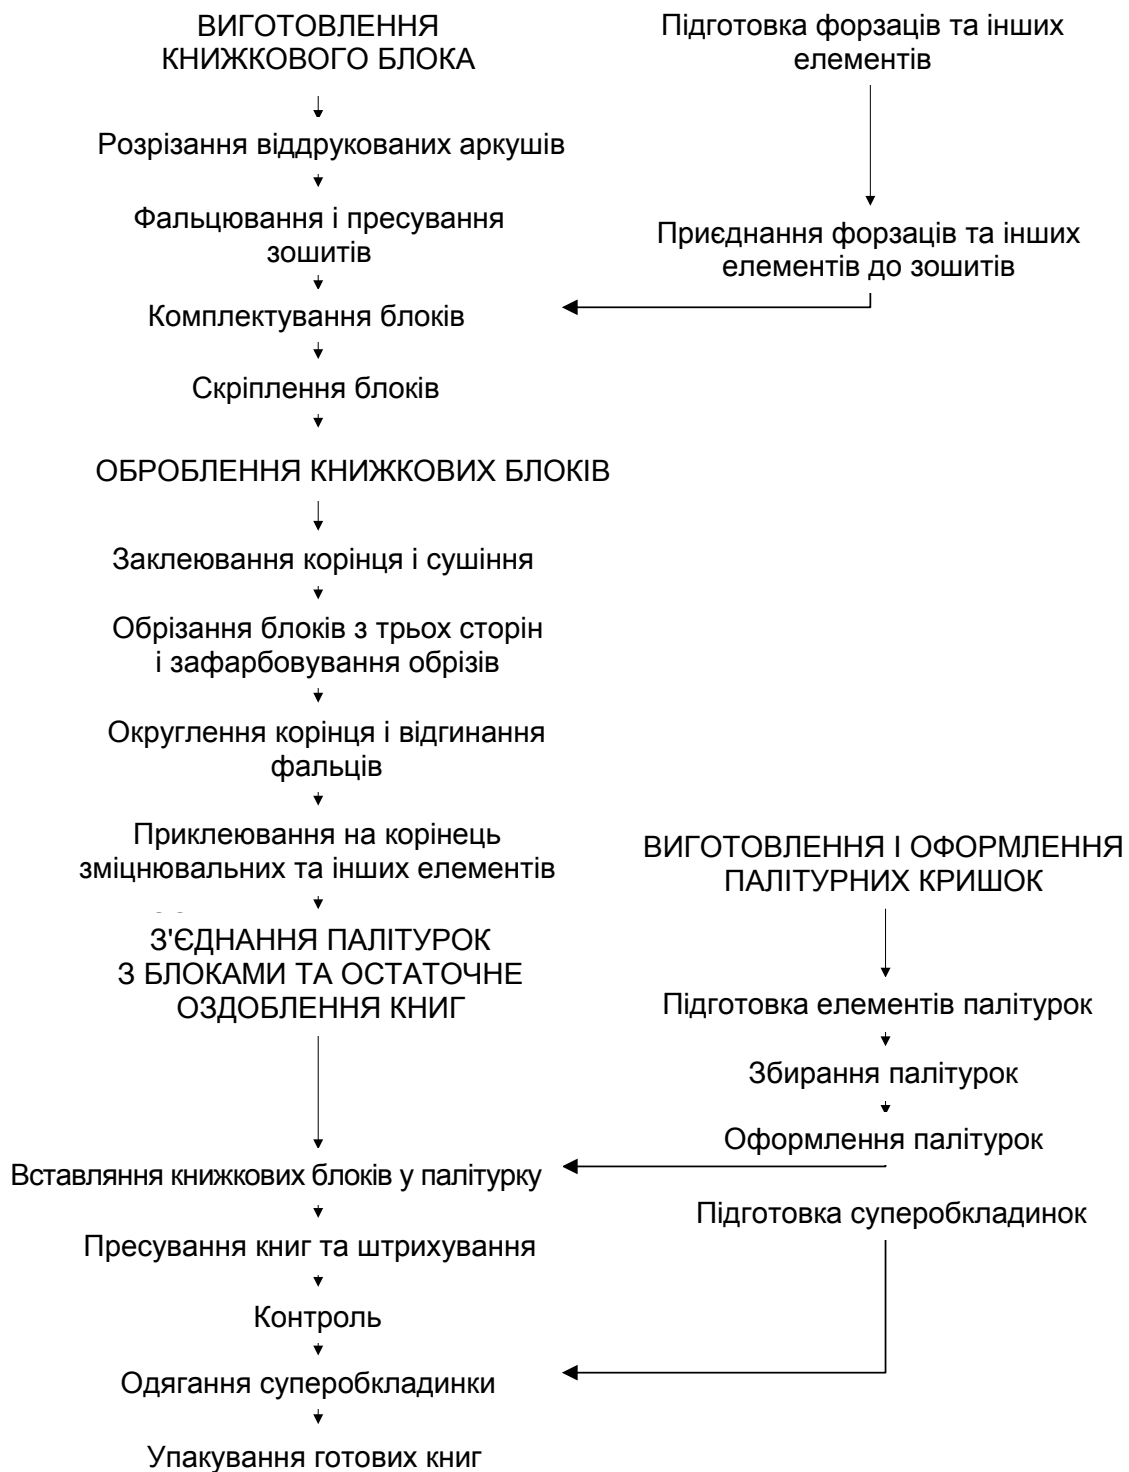 ВИГОТОВЛЕННЯ
КНИЖКОВОГО БЛОКА
Підготовка форзаців та інших
елементів
Розрізання віддрукованих аркушів
Фальцювання і пресування
зошитів
Приєднання форзаців та інших
елементів до зошитів
Комплектування блоків
Скріплення блоків
ОБРОБЛЕННЯ КНИЖКОВИХ БЛОКІВ
Заклеювання корінця і сушіння
Обрізання блоків з трьох сторін
і зафарбовування обрізів
Округлення корінця і відгинання
фальців
Приклеювання на корінець
зміцнювальних та інших елементів
ВИГОТОВЛЕННЯ І ОФОРМЛЕННЯ
ПАЛІТУРНИХ КРИШОК
З'ЄДНАННЯ ПАЛІТУРОК
З БЛОКАМИ ТА ОСТАТОЧНЕ
ОЗДОБЛЕННЯ КНИГ
Підготовка елементів палітурок
Збирання палітурок
Оформлення палітурок
Вставляння книжкових блоків у палітурку
Підготовка суперобкладинок
Пресування книг та штрихування
Контроль
Одягання суперобкладинки
Упакування готових книг